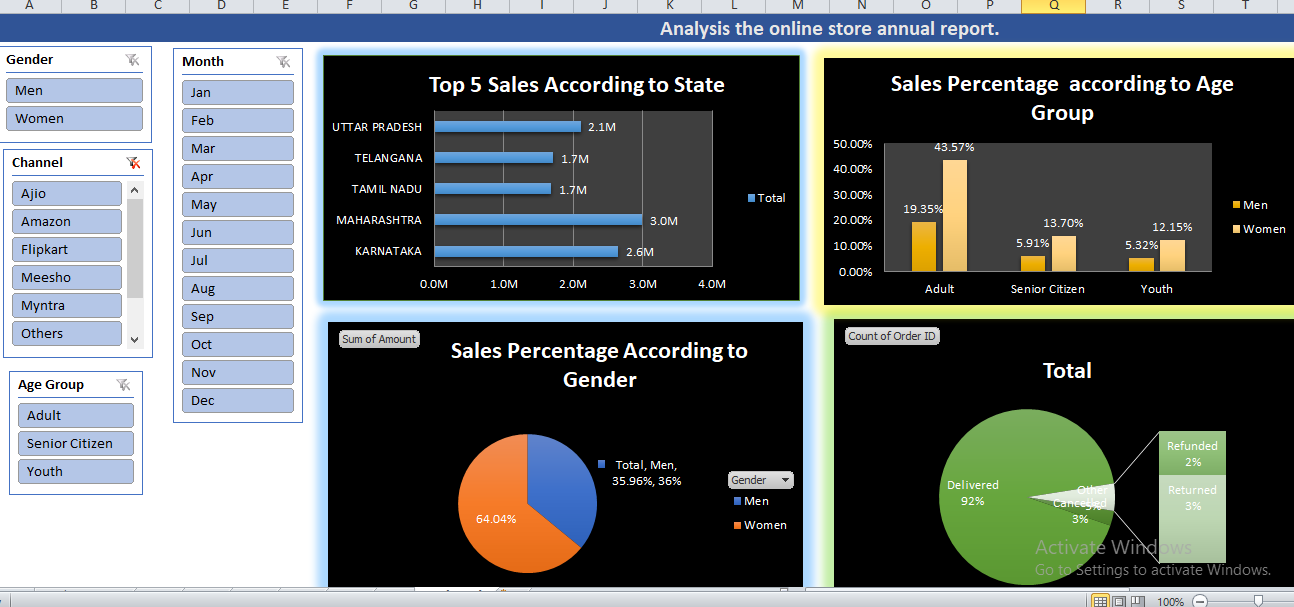 A B C D E F G H I J K L M N O P Q R S T
Analysis the online store annual report.
Gender
Men
Women
Channel
Ajio
Amazon
Flipkart
Meesho
Myntra
Others
Age Group
Adult
Senior Citizen
Youth
Month
Jan
Feb
Mar
Apr
May
Jun
Jul
Aug
Sep
Oct
Nov
Dec
Top 5 Sales According to State
UTTAR PRADESH 2.1M
TELANGANA 1.7M
TAMIL NADU 1.7M
MAHARASHTRA 3.0M
KARNATAKA 2.6M
0.0M 1.0M 2.0M 3.0M 4.0M
Total
Sales Percentage according to Age
Group
50.00%
40.00%
30.00%
20.00%
10.00%
0.00%
19.35% 43.57%
5.91% 13.70%
5.32% 12.15%
Adult Senior Citizen Youth
Men
Women
Sum of Amount
Sales Percentage According to
Gender
Total, Men,
35.96%, 36%
64.04%
Gender
Men
Women
Count of Order ID
Total
Delivered
92%
Other
5%
Cancelled
3%
Refunded
2%
Returned
3%
Activate Windows
Go to Settings to activate Windows.
100%